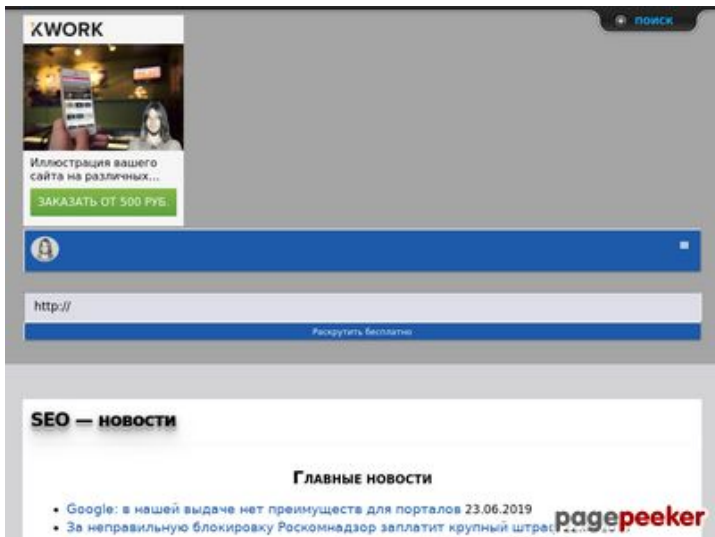 KWORK
поиск
Иллюстрация вашего
сайта на различных...
ЗАКАЗАТЬ ОТ 500 РУБ.
http://
Раскрутить бесплатно
SEO — новости
Главные новости
Google: в нашей выдаче нет преимуществ для порталов 23.06.2019
За неправильную блокировку Роскомнадзор заплатит крупный штраф
pagepeeker